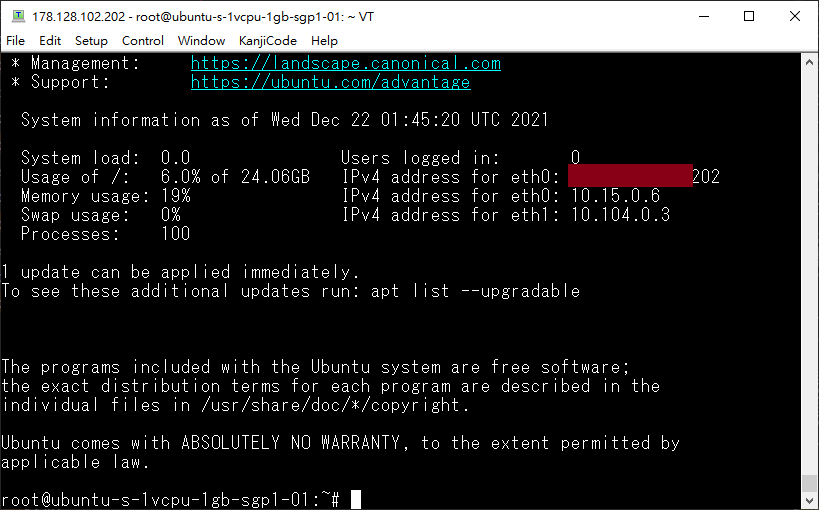 178.128.102.202 - root@ubuntu-s-1vcpu-1gb-sgp1-01: ~ VT
File Edit Setup Control Window KanjiCode Help
* Management: https://landscape.canonical.com
* Support: https://ubuntu.com/advantage
System information as of Wed Dec 22 01:45:20 UTC 2021
System load: 0.0 Users logged in: 0
Usage of /: 6.0% of 24.06GB IPv4 address for eth0: 202
Memory usage: 19% IPv4 address for eth0: 10.15.0.6
Swap usage: 0% IPv4 address for eth1: 10.104.0.3
Processes: 100
1 update can be applied immediately.
To see these additional updates run: apt list --upgradable
The programs included with the Ubuntu system are free software;
the exact distribution terms for each program are described in the
individual files in /usr/share/doc/*/copyright.
Ubuntu comes with ABSOLUTELY NO WARRANTY, to the extent permitted by
applicable law.
root@ubuntu-s-1vcpu-1gb-sgp1-01:~#